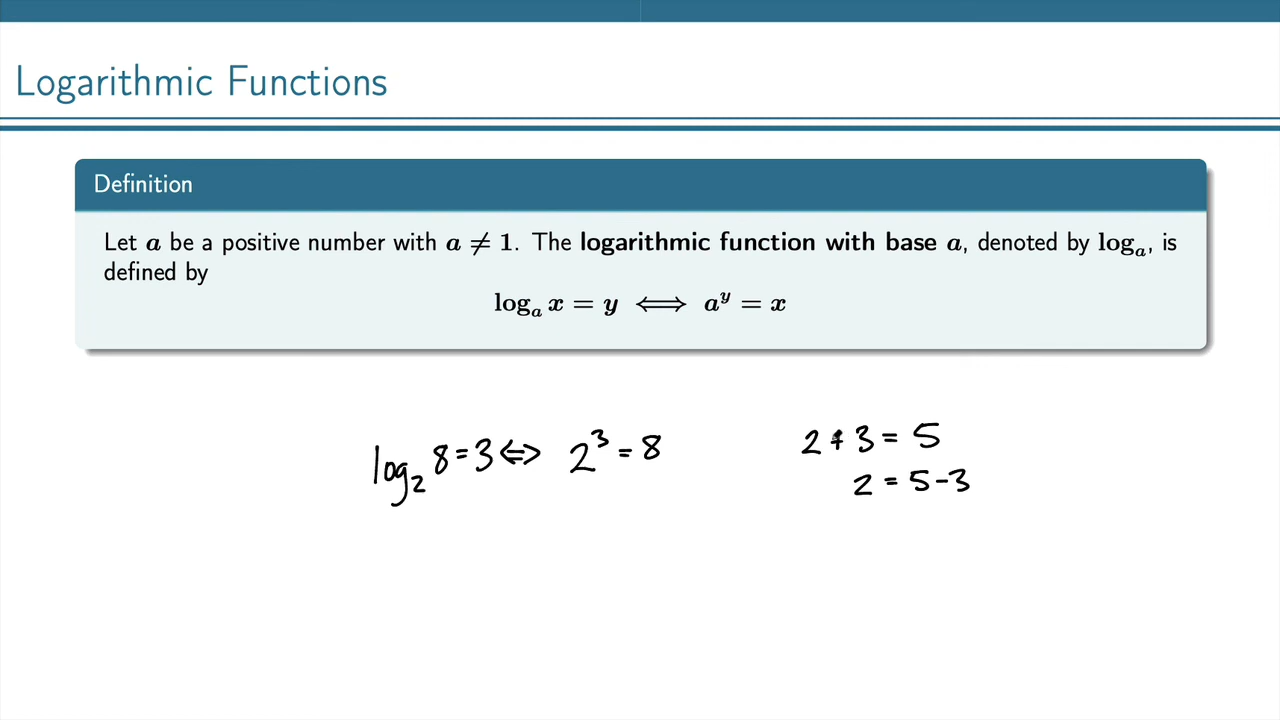 Logarithmic Functions
Definition
Let a be a positive number with a ≠ 1. The logarithmic function with base a, denoted by logₐ, is
defined by
logₐ x = y ⟺ a^y = x
log₂ 8 = 3 ⇔ 2³ = 8
2 + 3 = 5
2 = 5 - 3